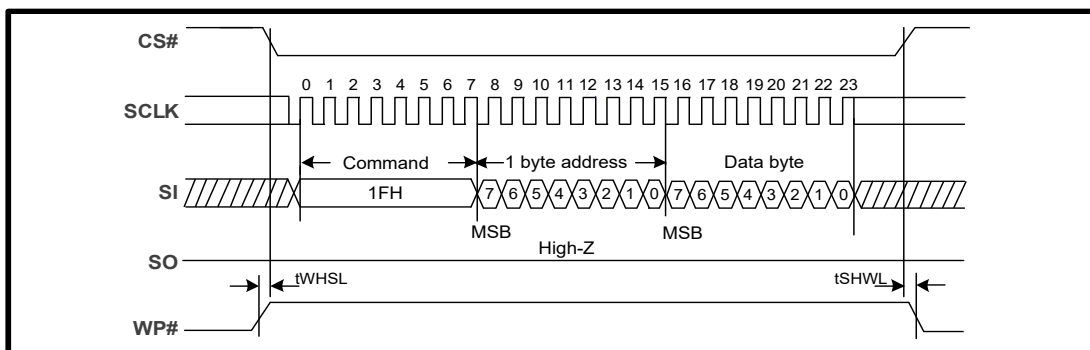 CS#
0 1 2 3 4 5 6 7 8 9 10 11 12 13 14 15 16 17 18 19 20 21 22 23
SCLK
Command 1 byte address Data byte
SI 1FH 7 6 5 4 3 2 1 0 7 6 5 4 3 2 1 0
MSB MSB
High-Z
SO
tWHSL tSHWL
WP#